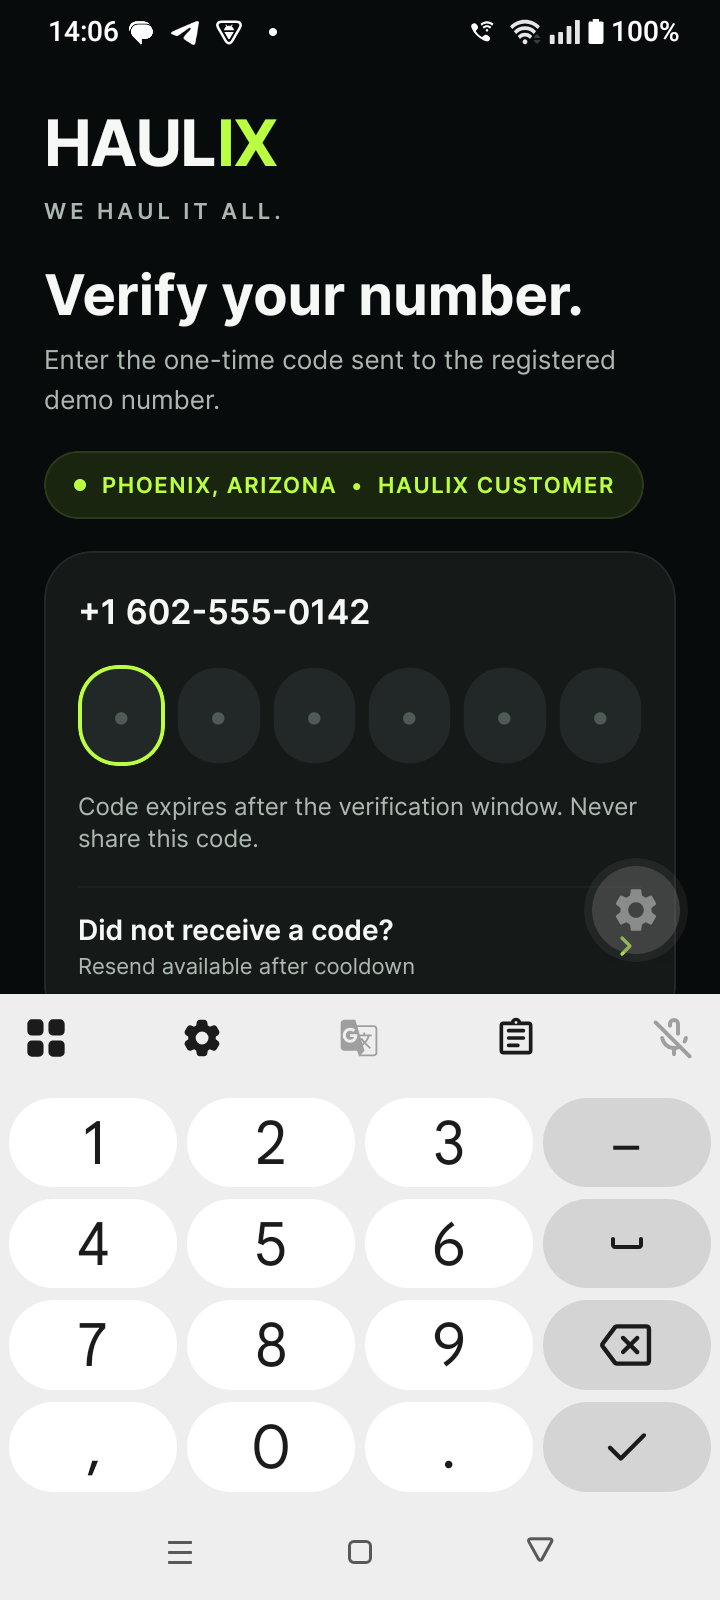 14:06
100%
HAULIX
WE HAUL IT ALL.
Verify your number.
Enter the one-time code sent to the registered
demo number.
PHOENIX, ARIZONA • HAULIX CUSTOMER
+1 602-555-0142
Code expires after the verification window. Never
share this code.
Did not receive a code?
Resend available after cooldown
1 2 3 –
4 5 6
7 8 9
, 0 .